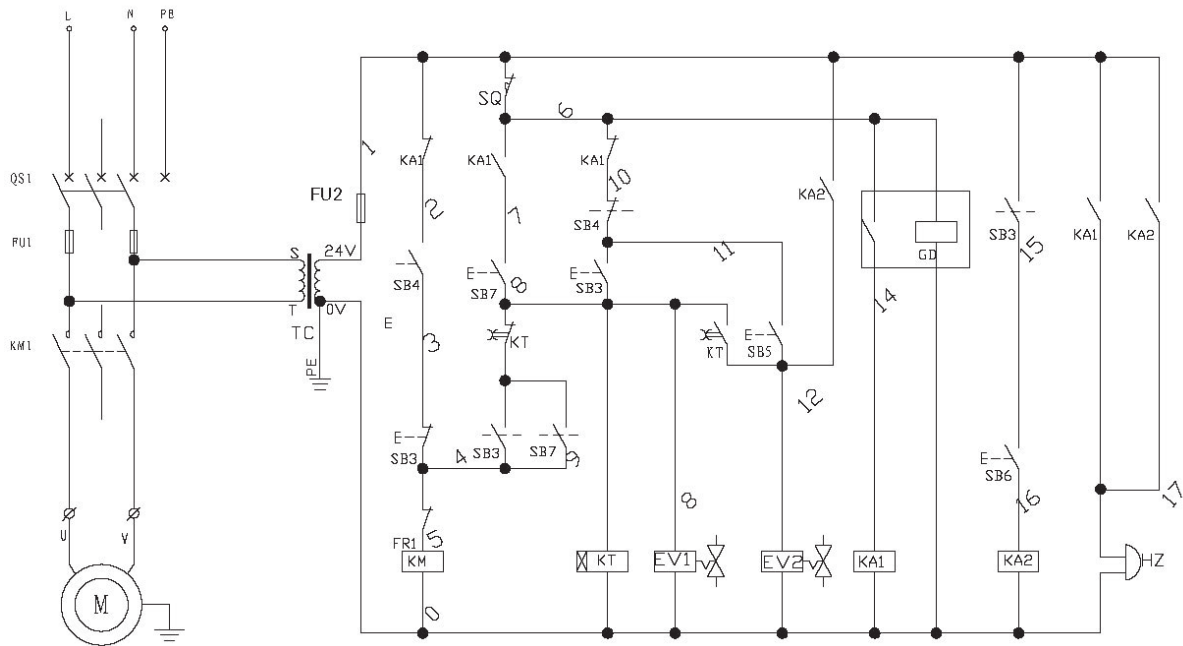 L N PE
SQ
6
1
KA1 KA1 KA1
QS1
10
KA2
FU2
2
7
SB4
SB3 KA1 KA2
FU1
S 24V
11
15
GD
SB4
E SB7 8 E SB3
14
T 0V
TC
E
KT
KT E SB5
KM1
3
PE
12
E SB3 4 SB3 SB7 9
E SB6
8
16
17
U V
5
FR1
KM KT EV1 EV2 KA1 KA2 HZ
M
0